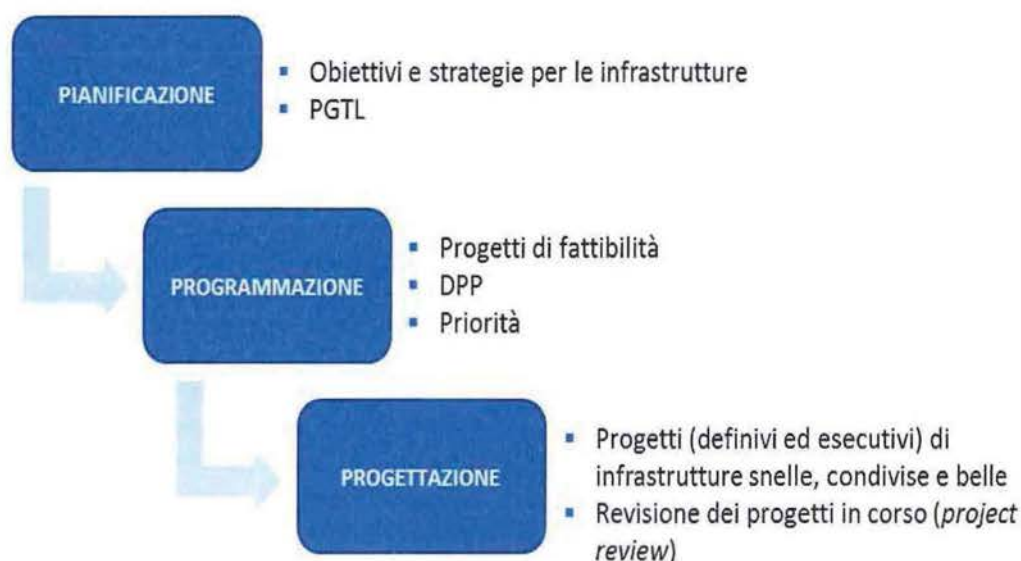 PIANIFICAZIONE
▪ Obiettivi e strategie per le infrastrutture
▪ PGTL
PROGRAMMAZIONE
▪ Progetti di fattibilità
▪ DPP
▪ Priorità
PROGETTAZIONE
▪ Progetti (definivi ed esecutivi) di
infrastrutture snelle, condivise e belle
▪ Revisione dei progetti in corso (project
review)